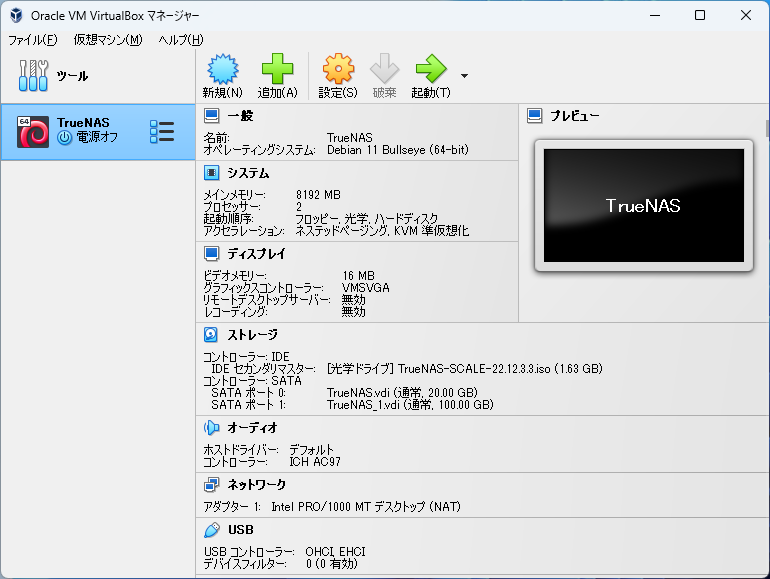 Oracle VM VirtualBox マネージャー
ファイル(F) 仮想マシン(M) ヘルプ(H)
ツール
新規(N) 追加(A) 設定(S) 破棄 起動(T)
64
TrueNAS
電源オフ
一般
名前: TrueNAS
オペレーティングシステム: Debian 11 Bullseye (64-bit)
システム
メインメモリー: 8192 MB
プロセッサー: 2
起動順序: フロッピー, 光学, ハードディスク
アクセラレーション: ネステッドページング, KVM 準仮想化
ディスプレイ
ビデオメモリー: 16 MB
グラフィックスコントローラー: VMSVGA
リモートデスクトップサーバー: 無効
レコーディング: 無効
プレビュー
TrueNAS
ストレージ
コントローラー: IDE
IDE セカンダリマスター: [光学ドライブ] TrueNAS-SCALE-22.12.3.3.iso (1.63 GB)
コントローラー: SATA
SATA ポート 0: TrueNAS.vdi (通常, 20.00 GB)
SATA ポート 1: TrueNAS_1.vdi (通常, 100.00 GB)
オーディオ
ホストドライバー: デフォルト
コントローラー: ICH AC97
ネットワーク
アダプター 1: Intel PRO/1000 MT デスクトップ (NAT)
USB
USB コントローラー: OHCI, EHCI
デバイスフィルター: 0 (0 有効)